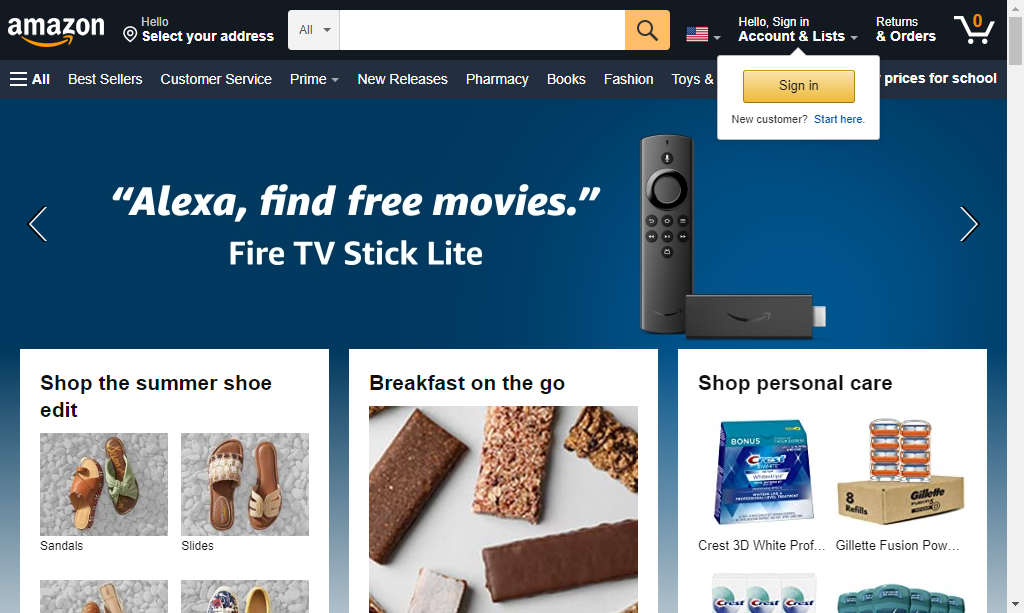 amazon
Hello
Select your address
All
Hello, Sign in
Account & Lists
Returns
& Orders
0
All
Best Sellers
Customer Service
Prime
New Releases
Pharmacy
Books
Fashion
Toys &
prices for school
Sign in
New customer? Start here.
“Alexa, find free movies.”
Fire TV Stick Lite
Shop the summer shoe
edit
Sandals
Slides
Breakfast on the go
Shop personal care
BONUS
Crest
3DWHITE
Whitestrips
8
Refills
Gillette
Crest 3D White Prof...
Gillette Fusion Pow...
Crest
Crest
Crest